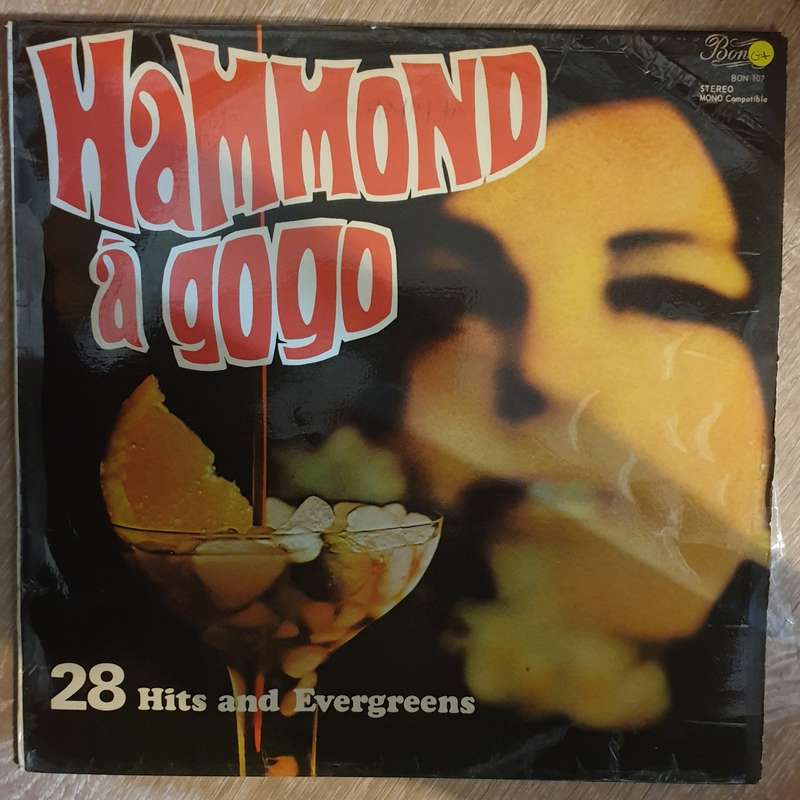 HaMMOND
à gogo
Bon
G+
BON 107
STEREO
MONO Compatible
28 Hits and Evergreens